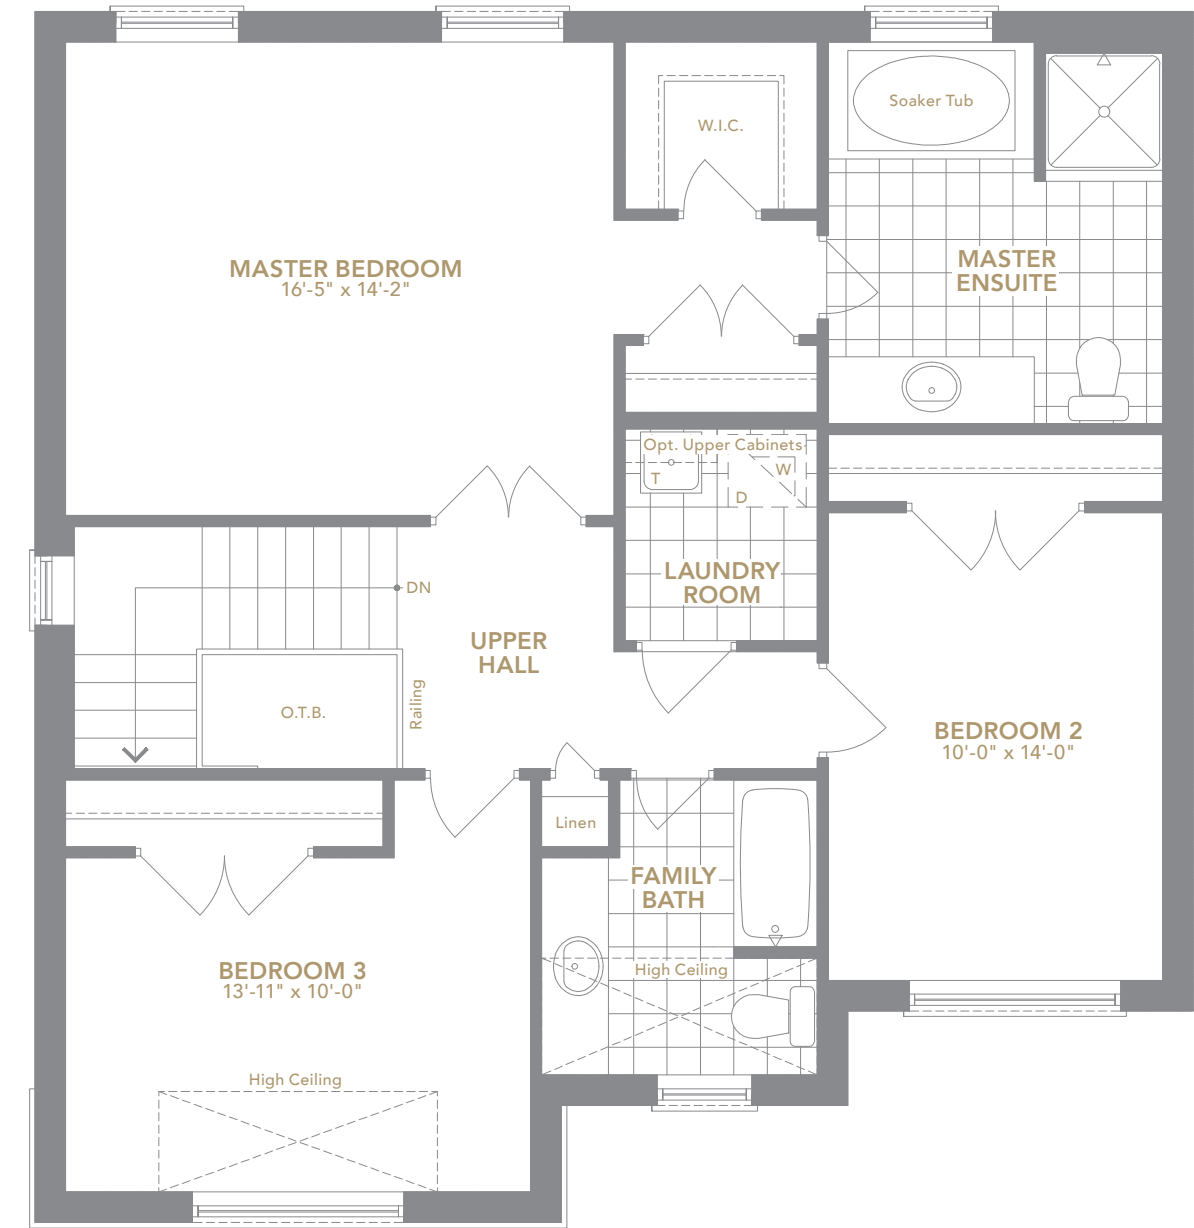 Soaker Tub
W.I.C.
MASTER BEDROOM
16'-5" x 14'-2"
MASTER
ENSUITE
Opt. Upper Cabinets
T
W
D
LAUNDRY
ROOM
DN
UPPER
HALL
Railing
O.T.B.
BEDROOM 2
10'-0" x 14'-0"
Linen
FAMILY
BATH
BEDROOM 3
13'-11" x 10'-0"
High Ceiling
High Ceiling